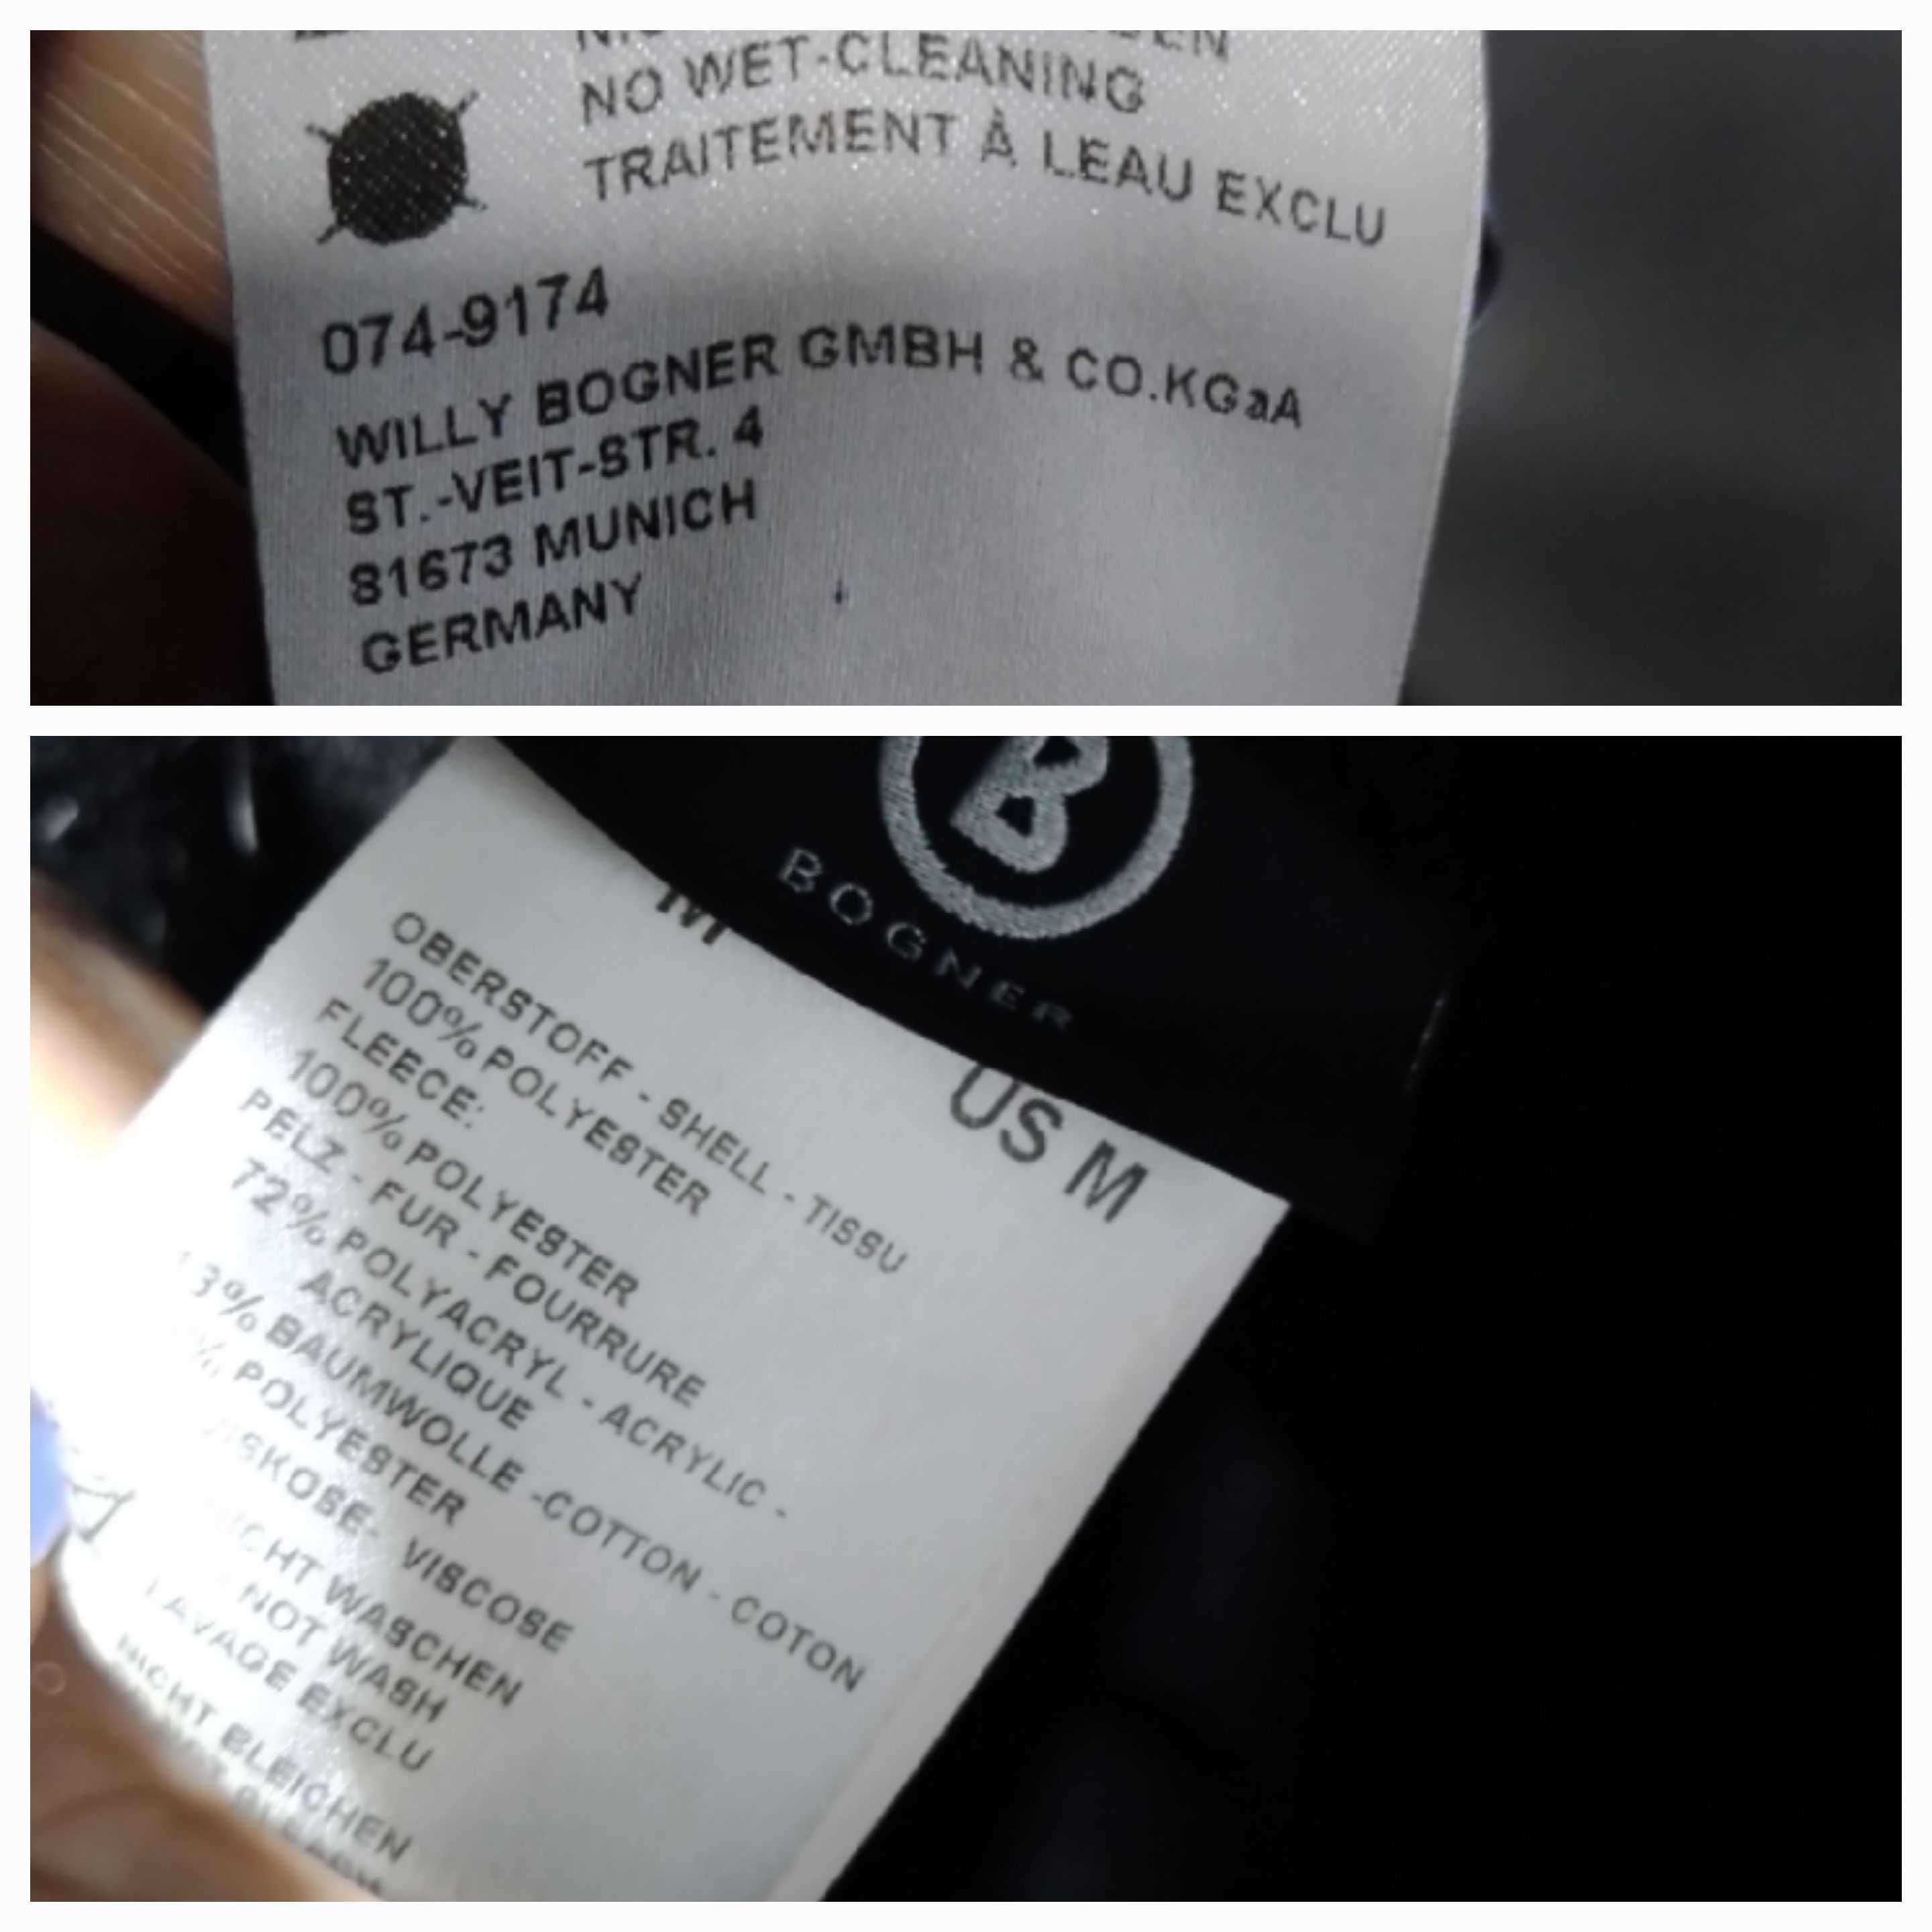 NO WET-CLEANING
TRAITEMENT À LEAU EXCLU
074-9174
WILLY BOGNER GMBH & CO.KGaA
ST.-VEIT-STR. 4
81673 MUNICH
GERMANY
B
BOGNER
M
US M
OBERSTOFF - SHELL - TISSU
100% POLYESTER
FLEECE:
100% POLYESTER
PELZ - FUR - FOURRURE
72% POLYACRYL - ACRYLIC -
ACRYLIQUE
3% BAUMWOLLE -COTTON - COTON
% POLYESTER
VISCOSE
WASCHEN
NOT WASH
LAVAGE EXCLU
NICHT BLEICHEN